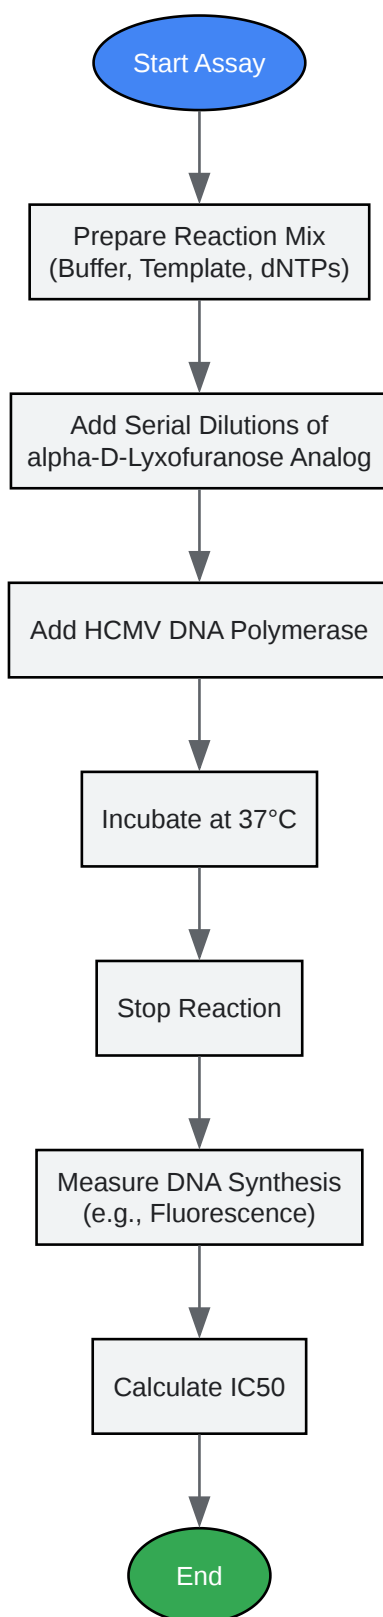 Start Assay
Prepare Reaction Mix
(Buffer, Template, dNTPs)
Add Serial Dilutions of
alpha-D-Lyxofuranose Analog
Add HCMV DNA Polymerase
Incubate at 37°C
Stop Reaction
Measure DNA Synthesis
(e.g., Fluorescence)
Calculate IC50
End